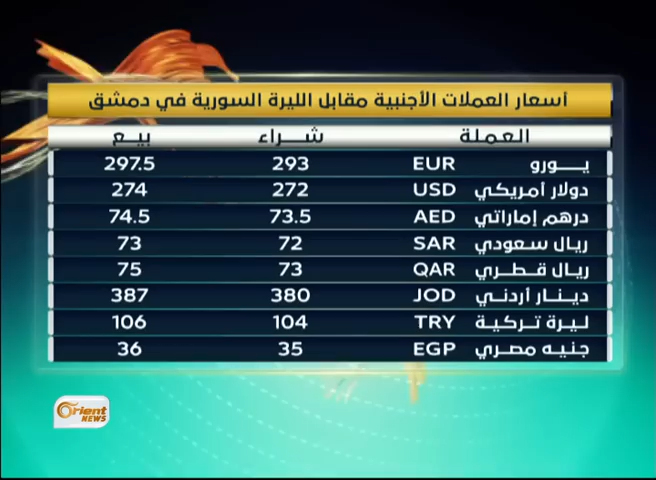 أسعار العملات الأجنبية مقابل الليرة السورية في دمشق
العملة شراء بيع
يورو EUR 293 297.5
دولار أمريكي USD 272 274
درهم إماراتي AED 73.5 74.5
ريال سعودي SAR 72 73
ريال قطري QAR 73 75
دينار أردني JOD 380 387
ليرة تركية TRY 104 106
جنيه مصري EGP 35 36
Orient
NEWS